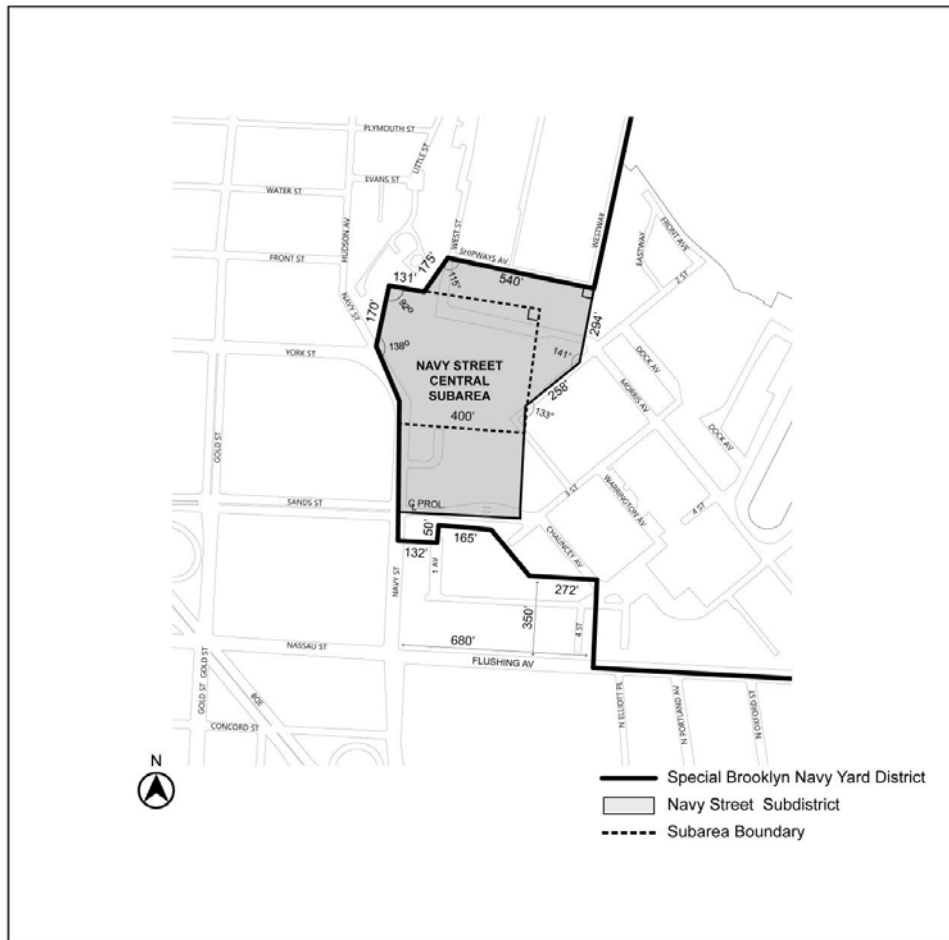 PLYMOUTH ST
LITTLE ST
EVANS ST
WATER ST
HUDSON AV
WEST ST
WESTWAY
FRONT AVE
EASTWAY
2 ST
FRONT ST
SHIPWAYS AV
175'
131'
115°
540'
92°
170'
NAVY ST
294'
138°
YORK ST
141°
DOCK AV
NAVY STREET
CENTRAL
SUBAREA
258'
MORRIS AV
400'
133°
DOCK AV
GOLD ST
SANDS ST
℄ PROL.
3 ST
WARRINGTON AV
4 ST
50'
165'
132'
1 AV
CHAUNCEY AV
NAVY ST
272'
350'
4 ST
680'
NASSAU ST
FLUSHING AV
GOLD ST
GOLD ST
BQE
CONCORD ST
N ELLIOTT PL
N PORTLAND AV
N OXFORD ST
N
Special Brooklyn Navy Yard District
Navy Street Subdistrict
Subarea Boundary